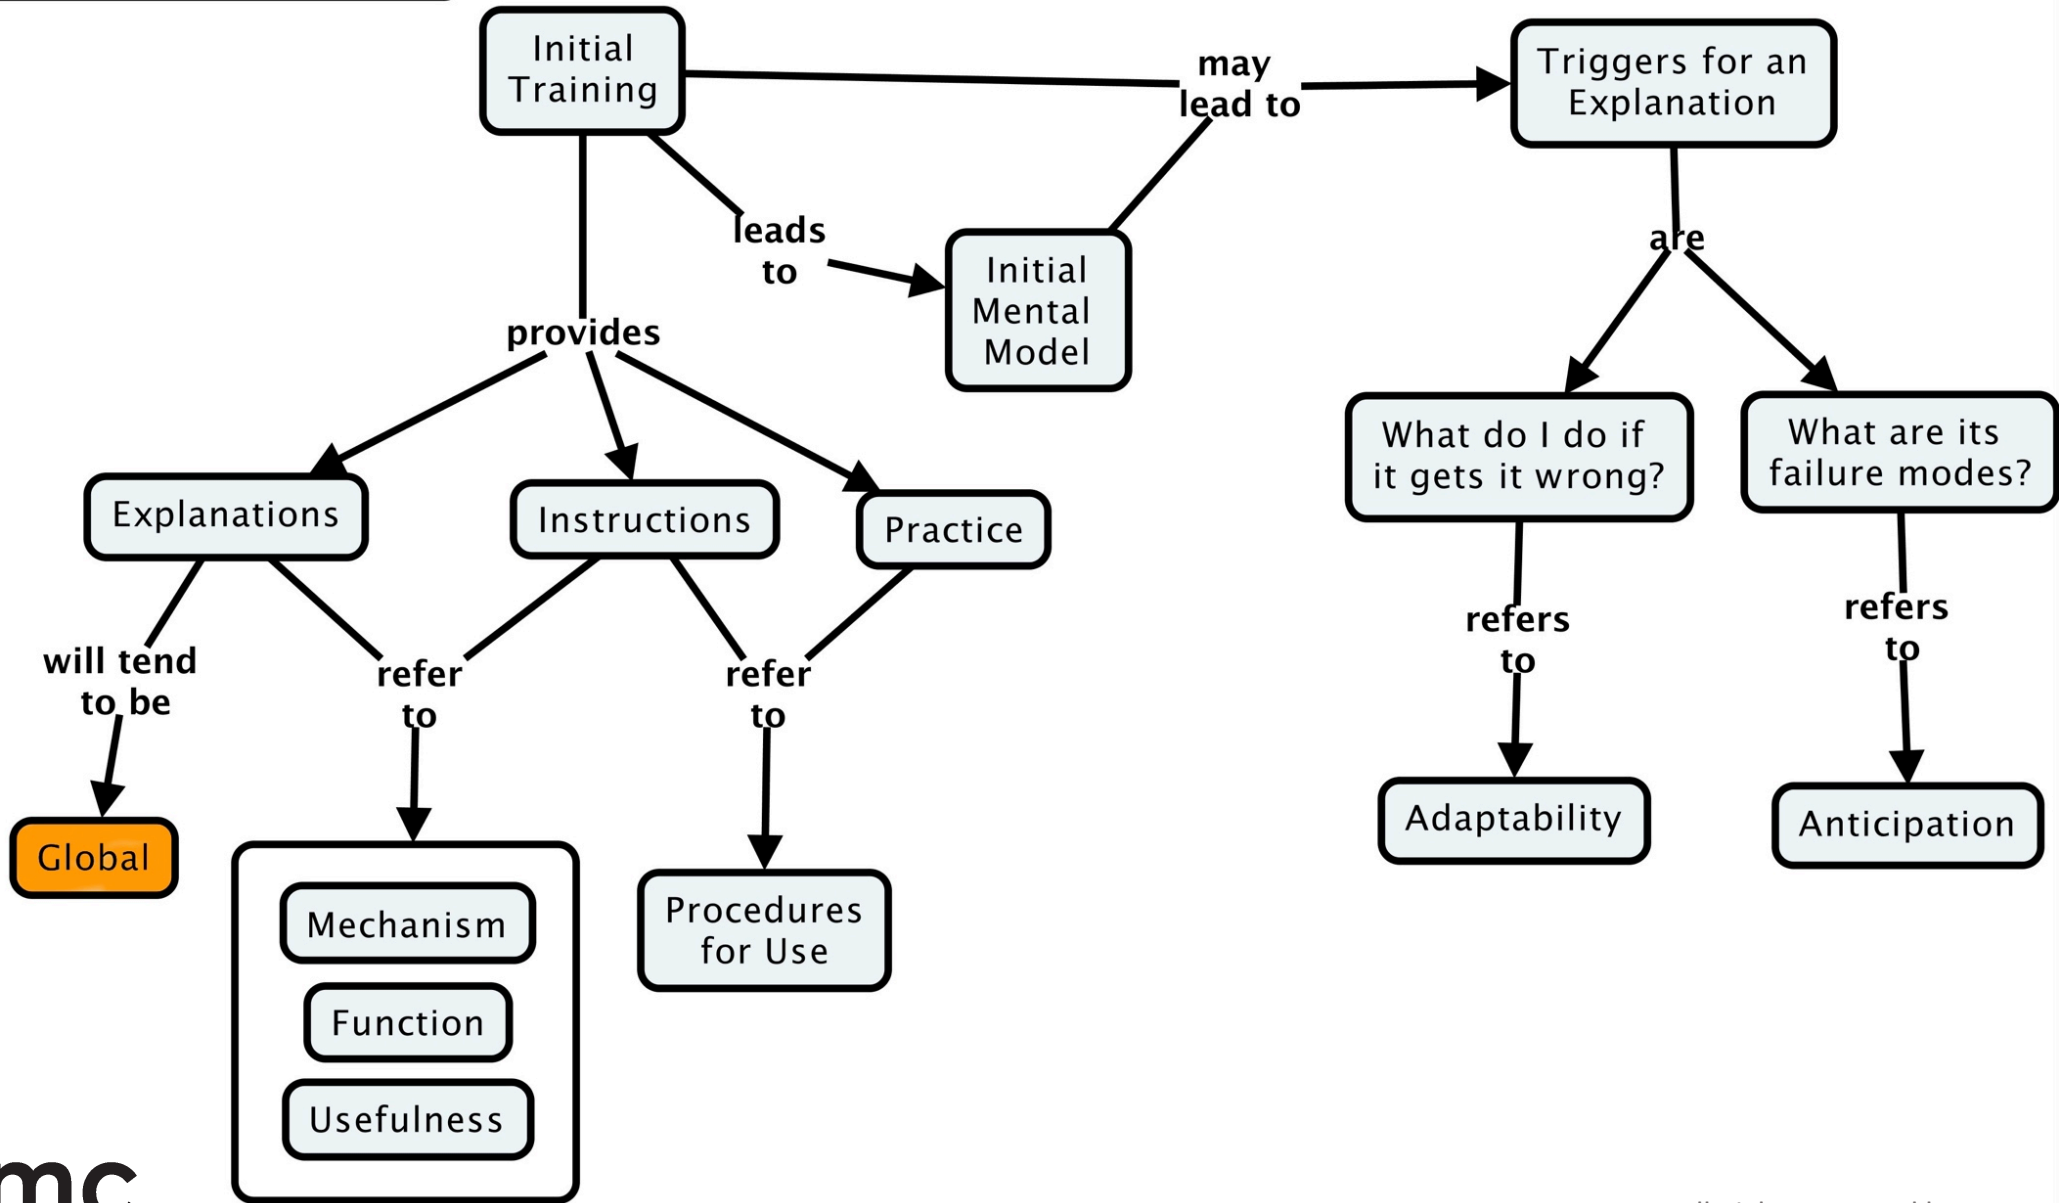 Initial
Training
may
lead to
Triggers for an
Explanation
leads
to
Initial
Mental
Model
are
provides
What do I do if
it gets it wrong?
What are its
failure modes?
Explanations
Instructions
Practice
refers
to
refers
to
will tend
to be
refer
to
refer
to
Adaptability
Anticipation
Global
Mechanism
Function
Usefulness
Procedures
for Use
mc